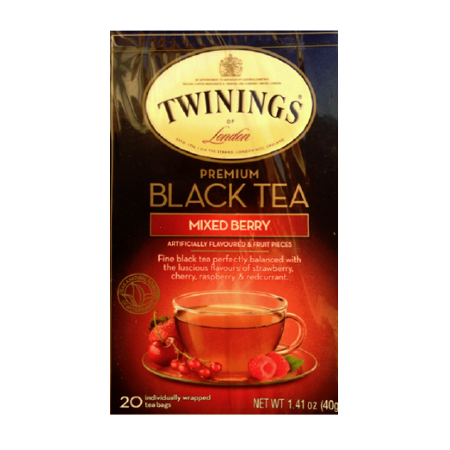 TWININGS
OF
London
PREMIUM
BLACK TEA
MIXED BERRY
ARTIFICIALLY FLAVOURED & FRUIT PIECES
Fine black tea perfectly balanced with
the luscious flavours of strawberry,
cherry, raspberry & redcurrant.
20 individually wrapped
tea bags
NET WT 1.41 OZ (40g